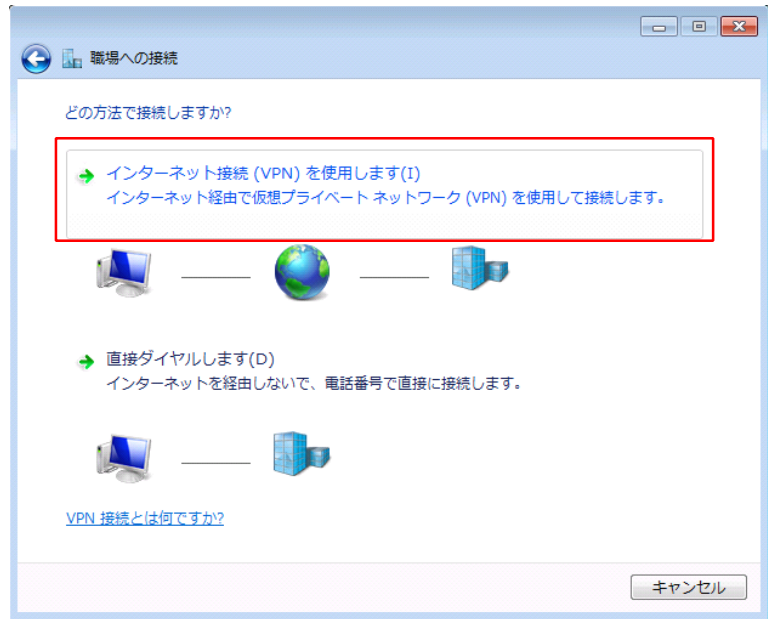 職場への接続
どの方法で接続しますか?
インターネット接続 (VPN) を使用します(I)
インターネット経由で仮想プライベート ネットワーク (VPN) を使用して接続します。
直接ダイヤルします(D)
インターネットを経由しないで、電話番号で直接に接続します。
VPN 接続とは何ですか?
キャンセル